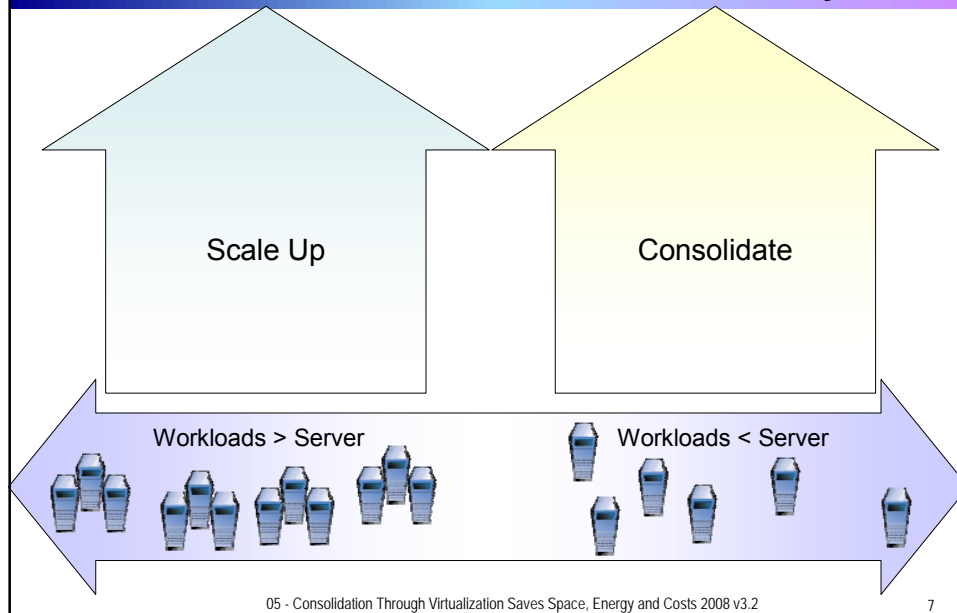 Scale Up
Consolidate
Workloads > Server
Workloads < Server
05 - Consolidation Through Virtualization Saves Space, Energy and Costs 2008 v3.2
7